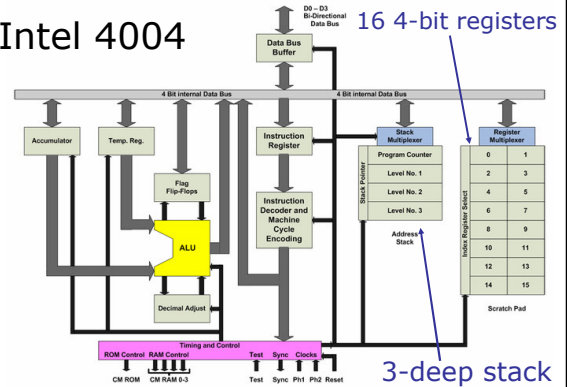 Intel 4004
D0 – D3
Bi-Directional
Data Bus
16 4-bit registers
Data Bus
Buffer
4 Bit internal Data Bus
4 Bit internal Data Bus
Accumulator
Temp. Reg.
Instruction
Register
Stack
Multiplexer
Register
Multiplexer
Flag
Flip-Flops
Stack Pointer
Program Counter
Level No. 1
Level No. 2
Level No. 3
Index Register Select
0 1
2 3
4 5
6 7
8 9
10 11
12 13
14 15
ALU
Instruction
Decoder and
Machine
Cycle
Encoding
Address
Stack
Decimal Adjust
Scratch Pad
Timing and Control
ROM Control RAM Control Test Sync Clocks
CM ROM CM RAM 0-3 Test Sync Ph1 Ph2 Reset
3-deep stack